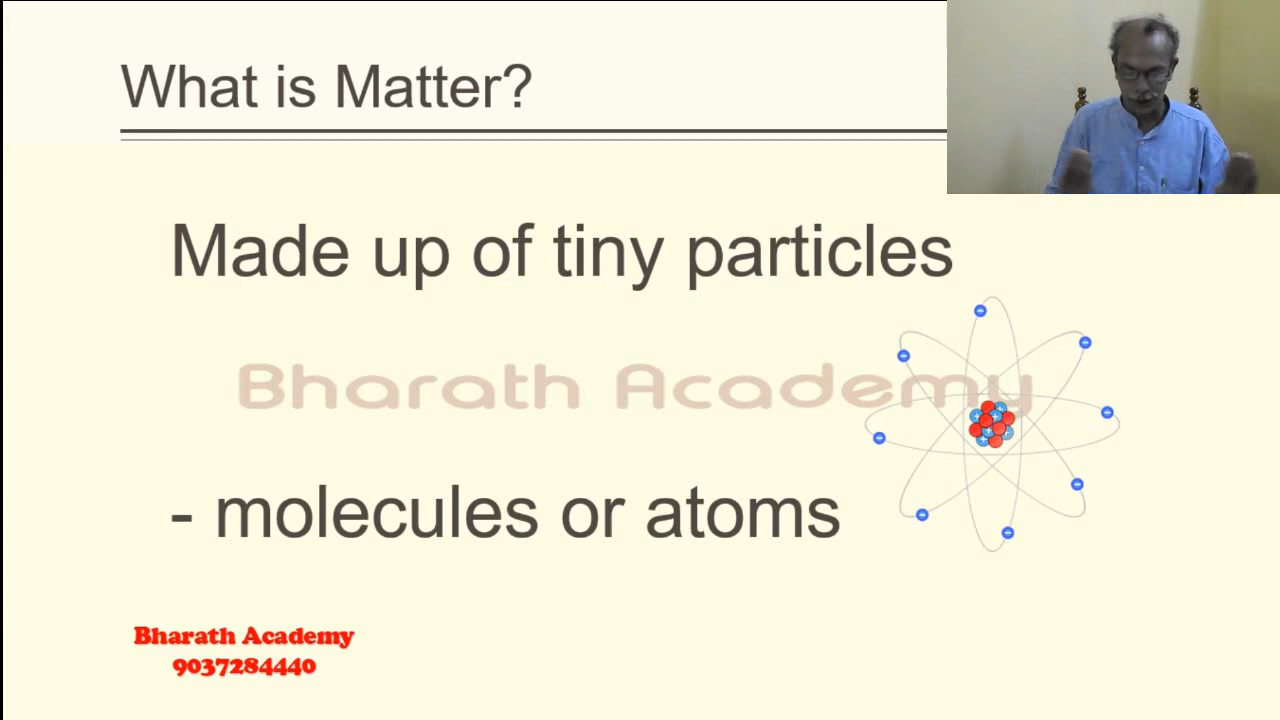 What is Matter?
Made up of tiny particles
Bharath Academy
- molecules or atoms
Bharath Academy
9037284440